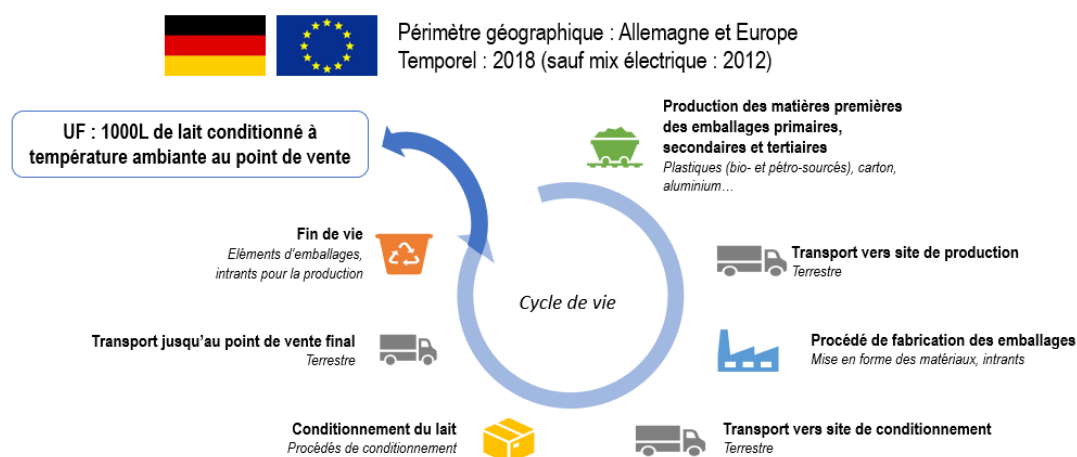 Périmètre géographique : Allemagne et Europe
Temporel : 2018 (sauf mix électrique : 2012)
UF : 1000L de lait conditionné à
température ambiante au point de vente
Production des matières premières
des emballages primaires,
secondaires et tertiaires
Plastiques (bio- et pétro-sourcés), carton,
aluminium…
Transport vers site de production
Terrestre
Procédé de fabrication des emballages
Mise en forme des matériaux, intrants
Transport vers site de conditionnement
Terrestre
Conditionnement du lait
Procédés de conditionnement
Transport jusqu'au point de vente final
Terrestre
Fin de vie
Eléments d'emballages,
intrants pour la production
Cycle de vie